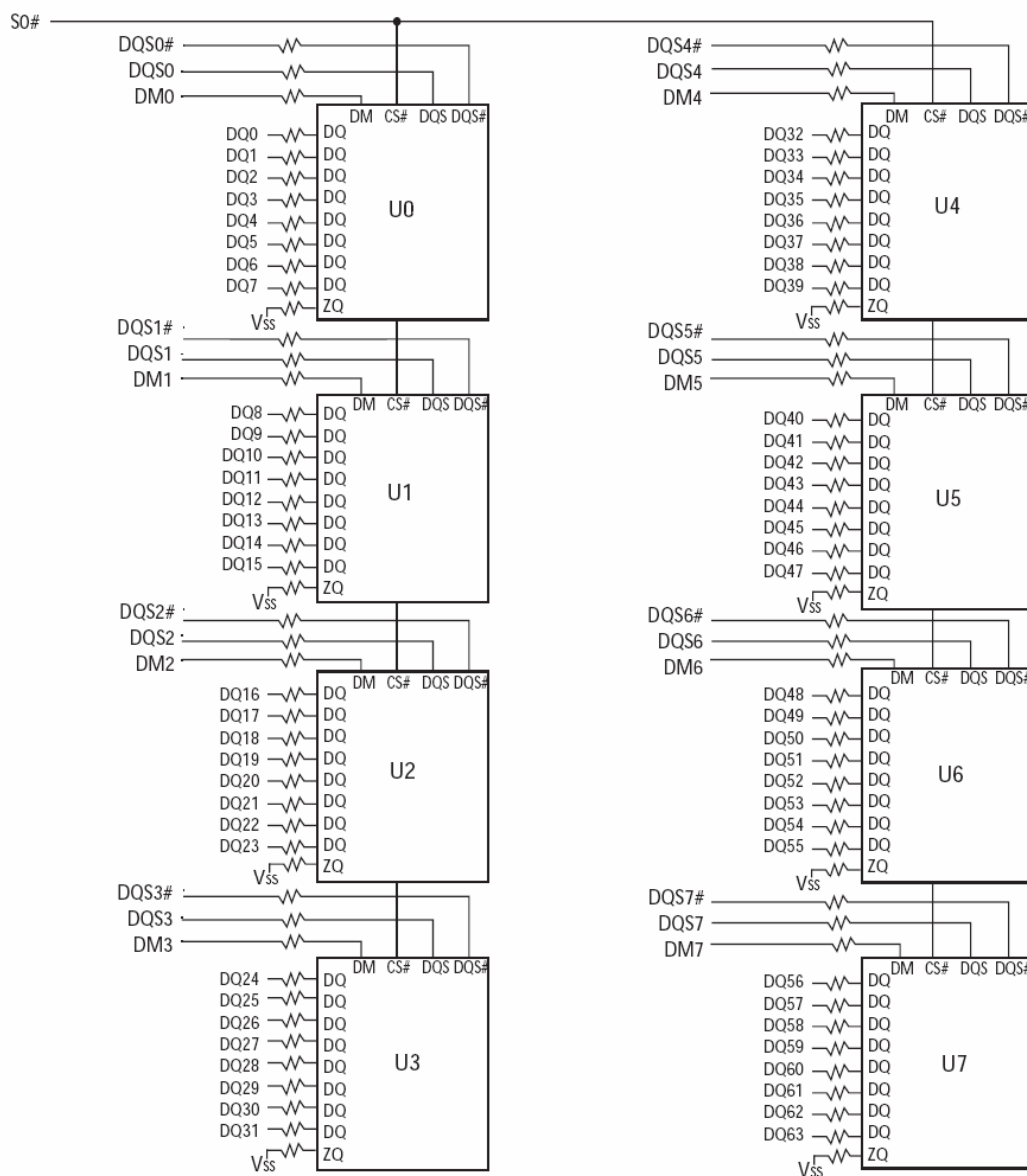 S0#
DQS0#
DQS0
DM0
DM CS# DQS DQS#
DQ0 DQ
DQ1 DQ
DQ2 DQ
DQ3 DQ
DQ4 DQ
DQ5 DQ
DQ6 DQ
DQ7 DQ
Vss ZQ
U0
DQS1#
DQS1
DM1
DM CS# DQS DQS#
DQ8 DQ
DQ9 DQ
DQ10 DQ
DQ11 DQ
DQ12 DQ
DQ13 DQ
DQ14 DQ
DQ15 DQ
Vss ZQ
U1
DQS2#
DQS2
DM2
DM CS# DQS DQS#
DQ16 DQ
DQ17 DQ
DQ18 DQ
DQ19 DQ
DQ20 DQ
DQ21 DQ
DQ22 DQ
DQ23 DQ
Vss ZQ
U2
DQS3#
DQS3
DM3
DM CS# DQS DQS#
DQ24 DQ
DQ25 DQ
DQ26 DQ
DQ27 DQ
DQ28 DQ
DQ29 DQ
DQ30 DQ
DQ31 DQ
Vss ZQ
U3
DQS4#
DQS4
DM4
DM CS# DQS DQS#
DQ32 DQ
DQ33 DQ
DQ34 DQ
DQ35 DQ
DQ36 DQ
DQ37 DQ
DQ38 DQ
DQ39 DQ
Vss ZQ
U4
DQS5#
DQS5
DM5
DM CS# DQS DQS#
DQ40 DQ
DQ41 DQ
DQ42 DQ
DQ43 DQ
DQ44 DQ
DQ45 DQ
DQ46 DQ
DQ47 DQ
Vss ZQ
U5
DQS6#
DQS6
DM6
DM CS# DQS DQS#
DQ48 DQ
DQ49 DQ
DQ50 DQ
DQ51 DQ
DQ52 DQ
DQ53 DQ
DQ54 DQ
DQ55 DQ
Vss ZQ
U6
DQS7#
DQS7
DM7
DM CS# DQS DQS#
DQ56 DQ
DQ57 DQ
DQ58 DQ
DQ59 DQ
DQ60 DQ
DQ61 DQ
DQ62 DQ
DQ63 DQ
Vss ZQ
U7